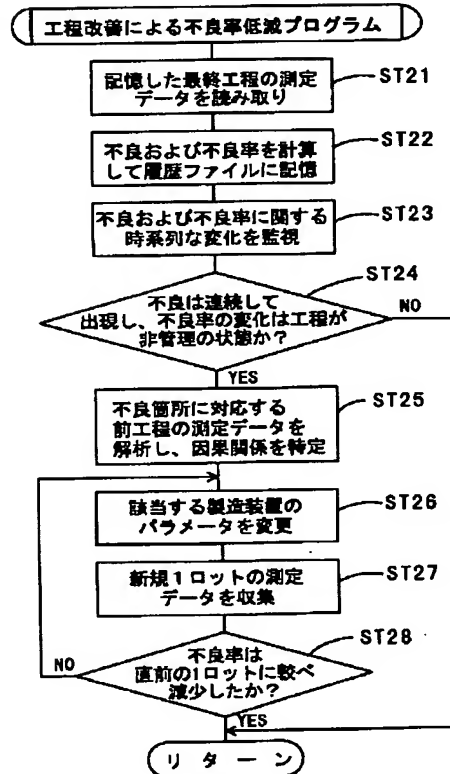 工程改善による不良率低減プログラム
記憶した最終工程の測定
データを読み取り
ST21
不良および不良率を計算
して履歴ファイルに記憶
ST22
不良および不良率に関する
時系列な変化を監視
ST23
ST24
不良は連続して
出現し、不良率の変化は工程が
非管理の状態か?
NO
YES
不良箇所に対応する
前工程の測定データを
解析し、因果関係を特定
ST25
該当する製造装置の
パラメータを変更
ST26
新規1ロットの測定
データを収集
ST27
ST28
不良率は
直前の1ロットに較べ
減少したか?
NO
YES
リターン